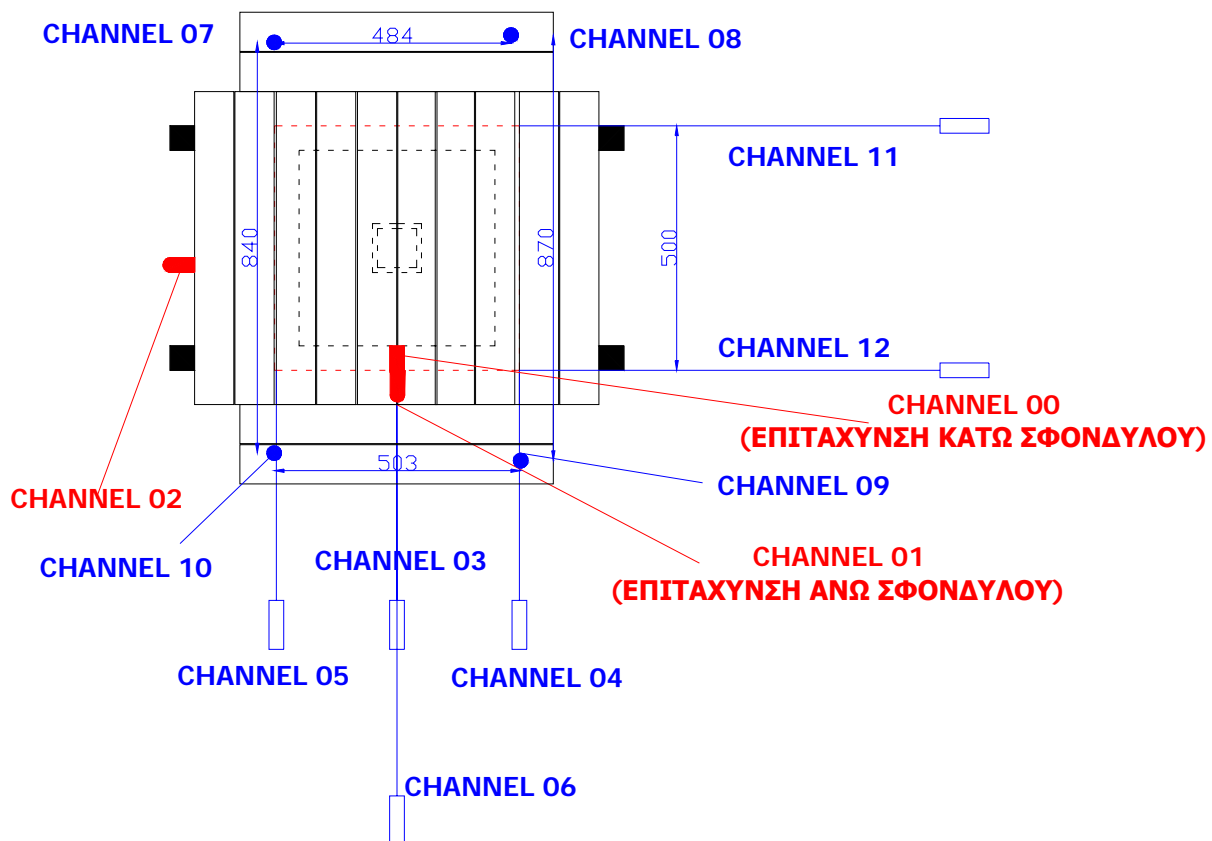 CHANNEL 07
484
CHANNEL 08
CHANNEL 11
840
870
500
CHANNEL 12
CHANNEL 00
(ΕΠΙΤΑΧΥΝΣΗ ΚΑΤΩ ΣΦΟΝΔΥΛΟΥ)
503
CHANNEL 09
CHANNEL 02
CHANNEL 10
CHANNEL 03
CHANNEL 01
(ΕΠΙΤΑΧΥΝΣΗ ΑΝΩ ΣΦΟΝΔΥΛΟΥ)
CHANNEL 05
CHANNEL 04
CHANNEL 06